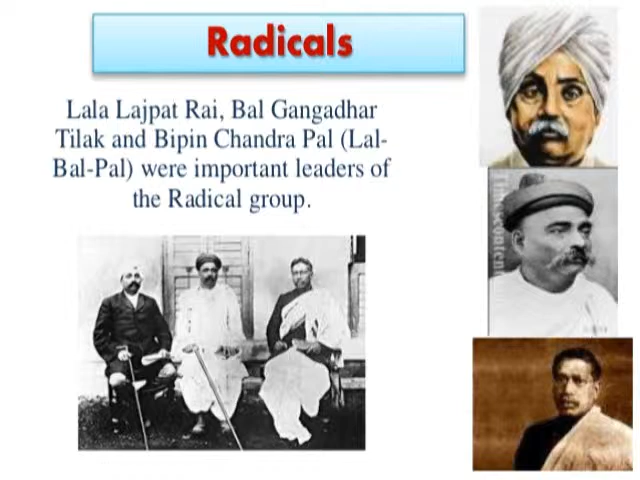 Radicals
Lala Lajpat Rai, Bal Gangadhar
Tilak and Bipin Chandra Pal (Lal-
Bal-Pal) were important leaders of
the Radical group.